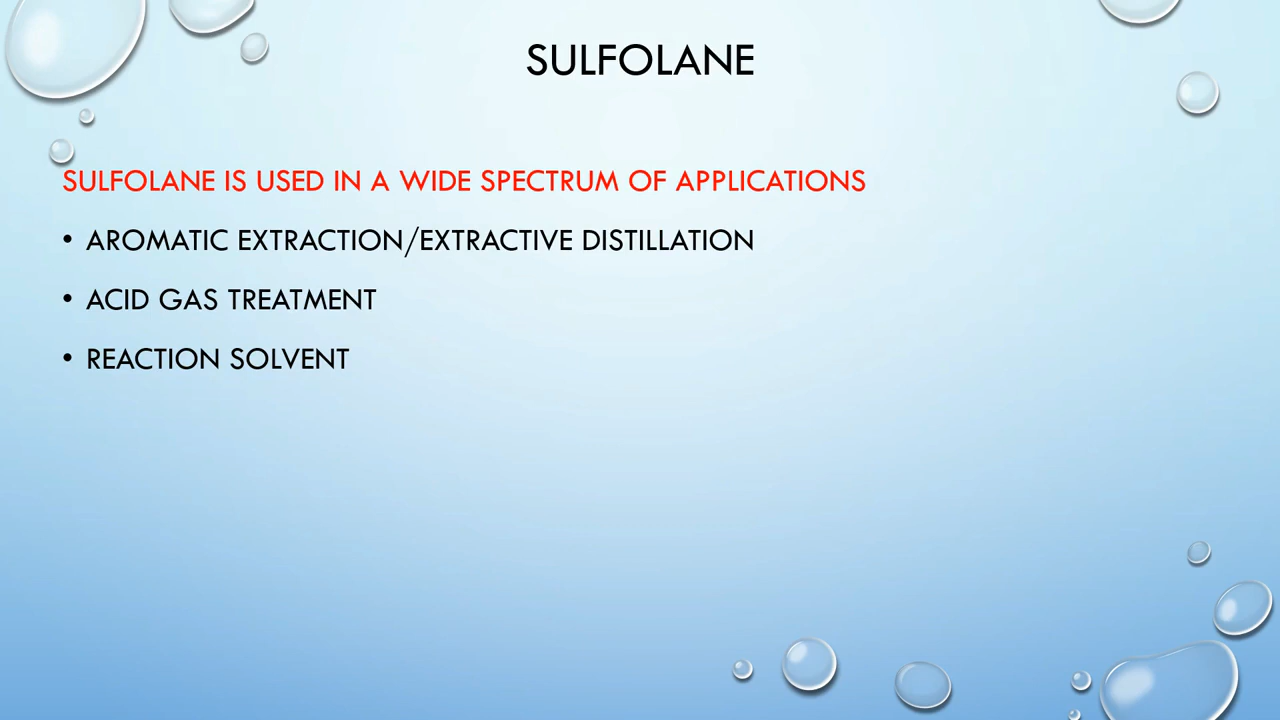 SULFOLANE
SULFOLANE IS USED IN A WIDE SPECTRUM OF APPLICATIONS
• AROMATIC EXTRACTION/EXTRACTIVE DISTILLATION
• ACID GAS TREATMENT
• REACTION SOLVENT